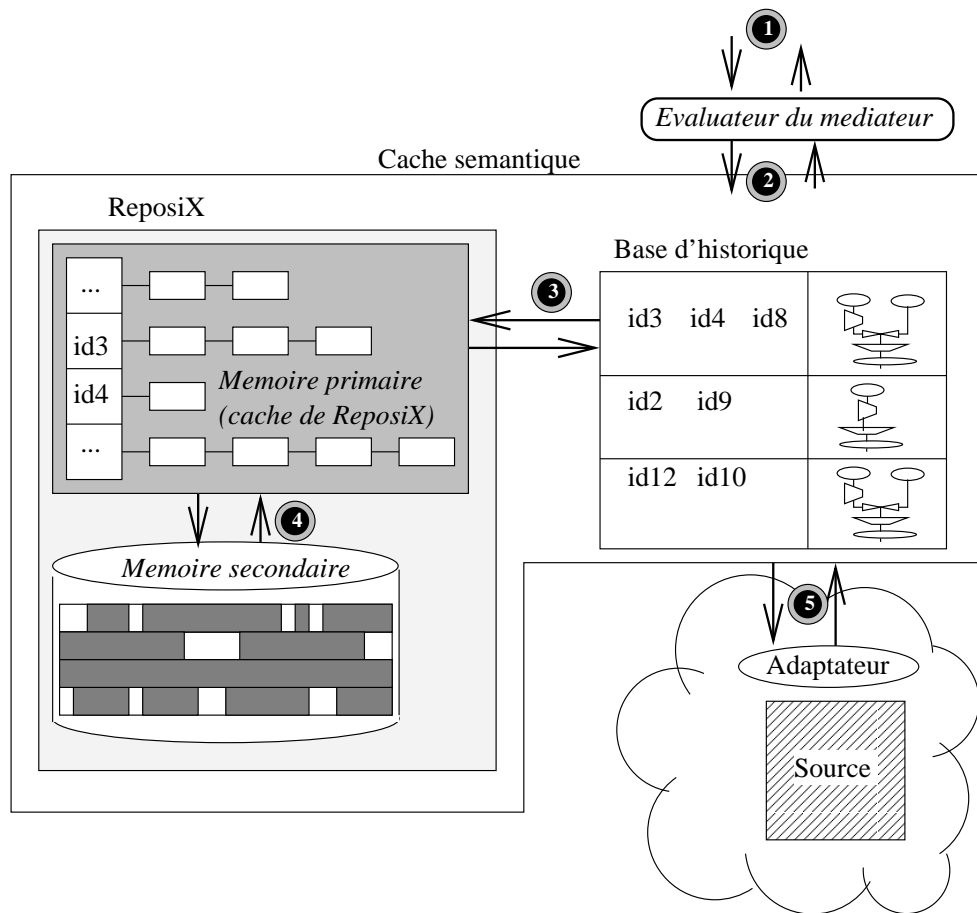 1
Evaluateur du mediateur
Cache semantique
2
ReposiX
Base d'historique
...
3
id3 id4 id8
id3
Memoire primaire
id4
(cache de ReposiX)
id2 id9
...
id12 id10
4
Memoire secondaire
5
Adaptateur
Source